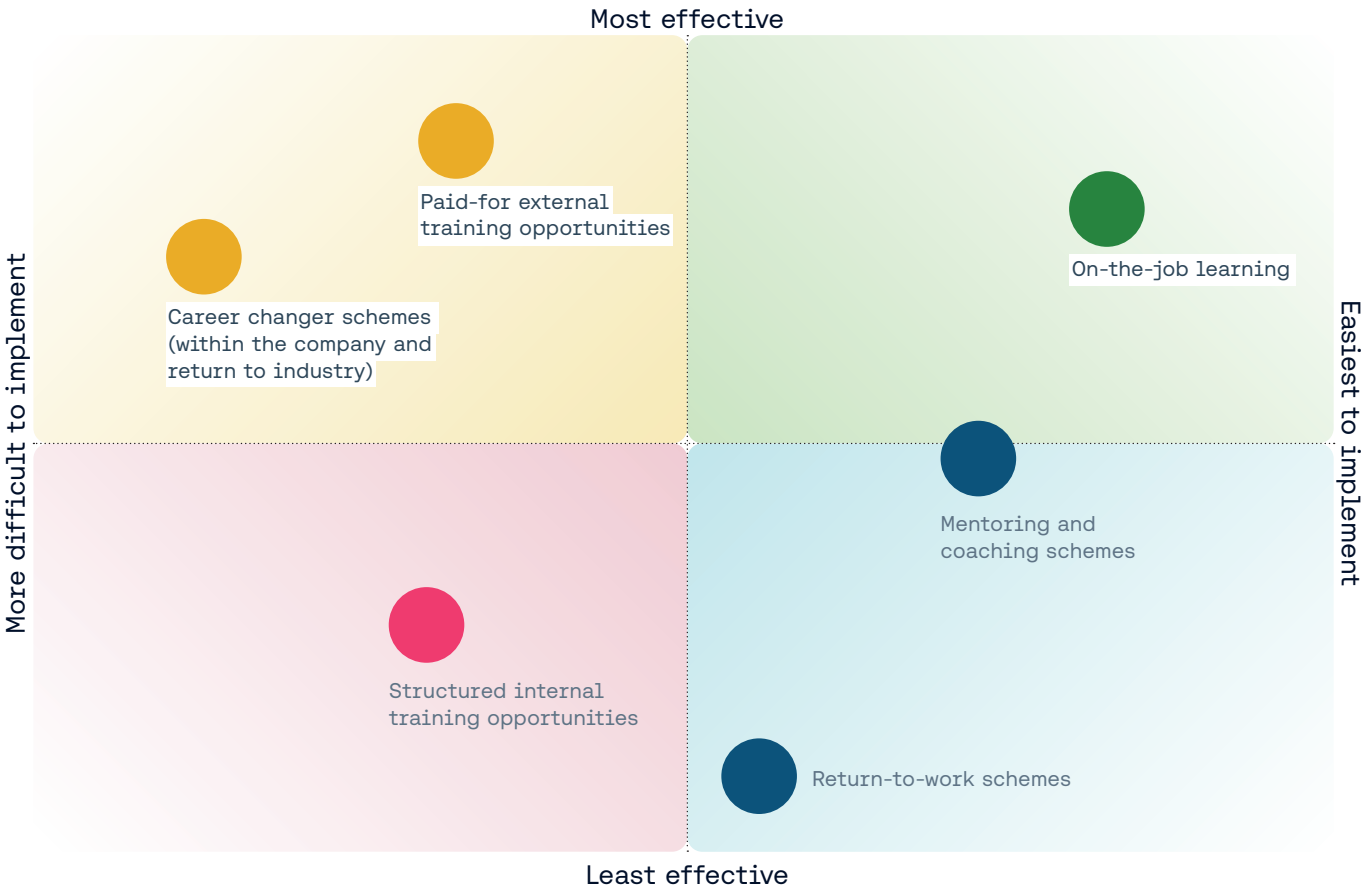 Most effective
Paid-for external
training opportunities
On-the-job learning
Career changer schemes
(within the company and
return to industry)
More difficult to implement
Easiest to implement
Mentoring and
coaching schemes
Structured internal
training opportunities
Return-to-work schemes
Least effective